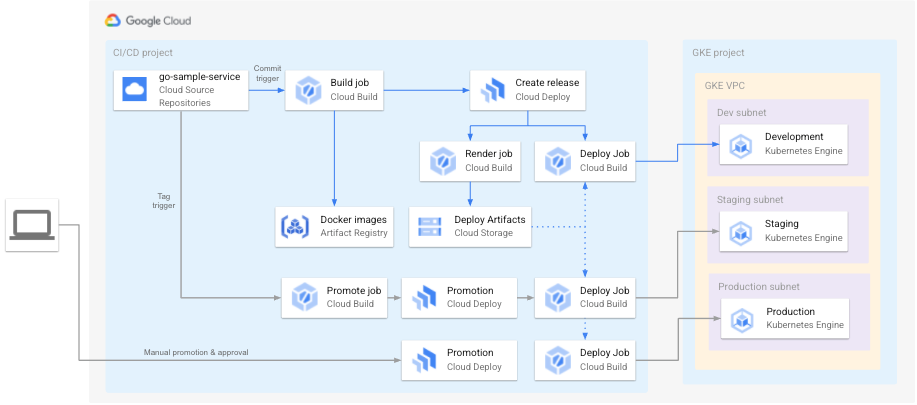 Google Cloud
CI/CD project
GKE project
go-sample-service
Cloud Source
Repositories
Commit
trigger
Build job
Cloud Build
Create release
Cloud Deploy
GKE VPC
Dev subnet
Development
Kubernetes Engine
Render job
Cloud Build
Deploy Job
Cloud Build
Tag
trigger
Docker images
Artifact Registry
Deploy Artifacts
Cloud Storage
Staging subnet
Staging
Kubernetes Engine
Promote job
Cloud Build
Promotion
Cloud Deploy
Deploy Job
Cloud Build
Production subnet
Production
Kubernetes Engine
Manual promotion & approval
Promotion
Cloud Deploy
Deploy Job
Cloud Build